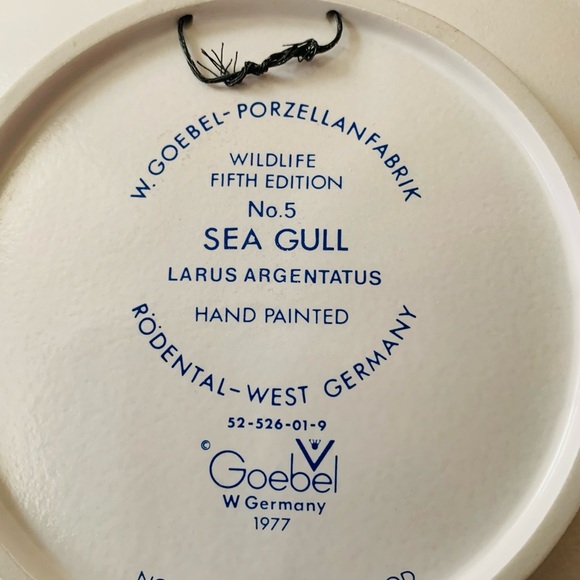 W. GOEBEL-PORZELLANFABRIK
WILDLIFE
FIFTH EDITION
No.5
SEA GULL
LARUS ARGENTATUS
HAND PAINTED
RÖDENTAL-WEST GERMANY
52-526-01-9
© Goebel
W Germany
1977